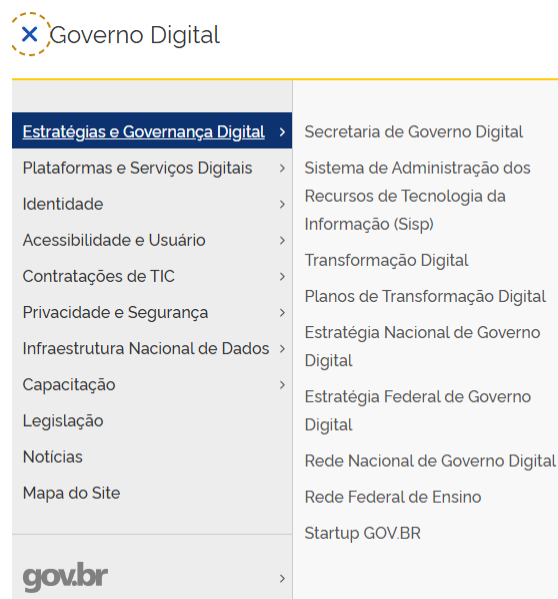 Governo Digital
Estratégias e Governança Digital
Plataformas e Serviços Digitais
Identidade
Acessibilidade e Usuário
Contratações de TIC
Privacidade e Segurança
Infraestrutura Nacional de Dados
Capacitação
Legislação
Notícias
Mapa do Site
gov.br
Secretaria de Governo Digital
Sistema de Administração dos
Recursos de Tecnologia da
Informação (Sisp)
Transformação Digital
Planos de Transformação Digital
Estratégia Nacional de Governo
Digital
Estratégia Federal de Governo
Digital
Rede Nacional de Governo Digital
Rede Federal de Ensino
Startup GOV.BR